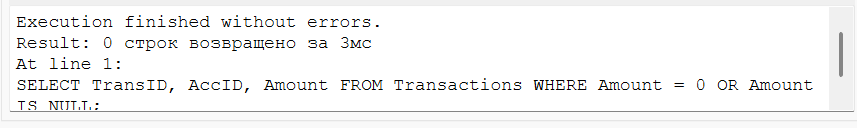 Execution finished without errors.
Result: 0 строк возвращено за 3мс
At line 1:
SELECT TransID, AccID, Amount FROM Transactions WHERE Amount = 0 OR Amount
IS NULL;